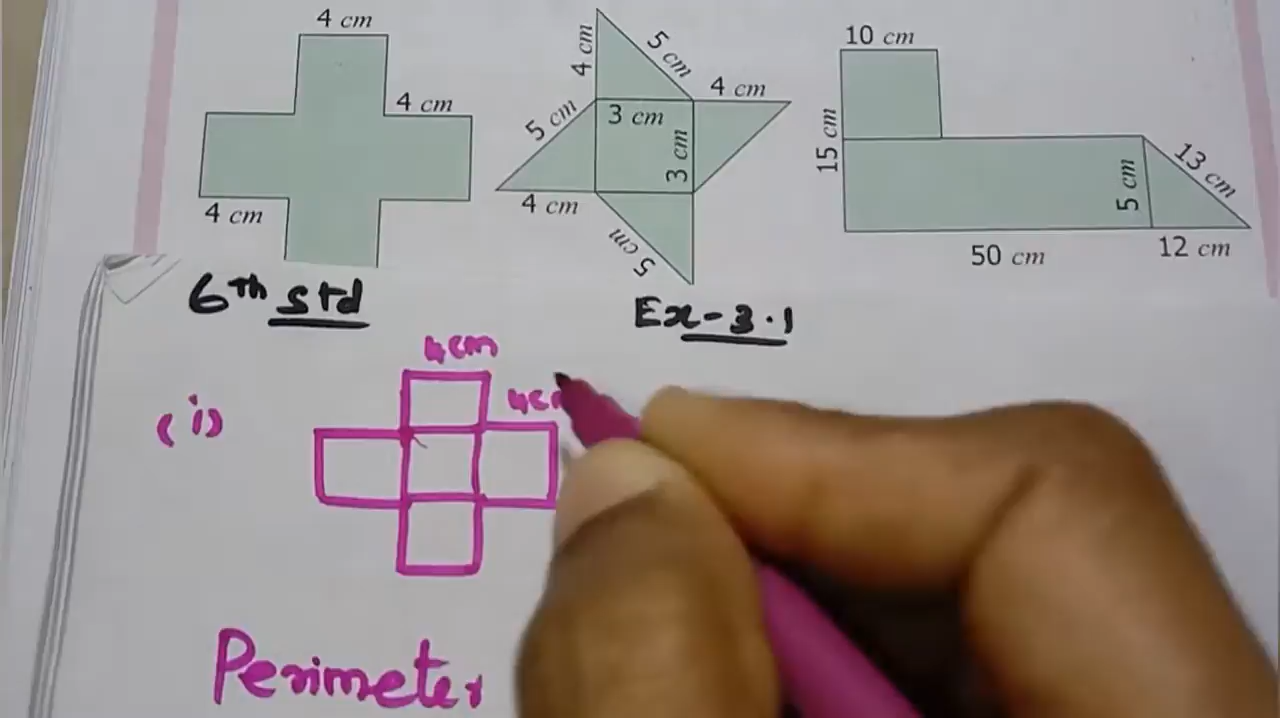 4 cm
4 cm
4 cm
4 cm
5 cm
5 cm
3 cm
3 cm
4 cm
4 cm
5 cm
10 cm
15 cm
5 cm
13 cm
50 cm
12 cm
6th std
Ex-3.1
(i)
4cm
Perimeter